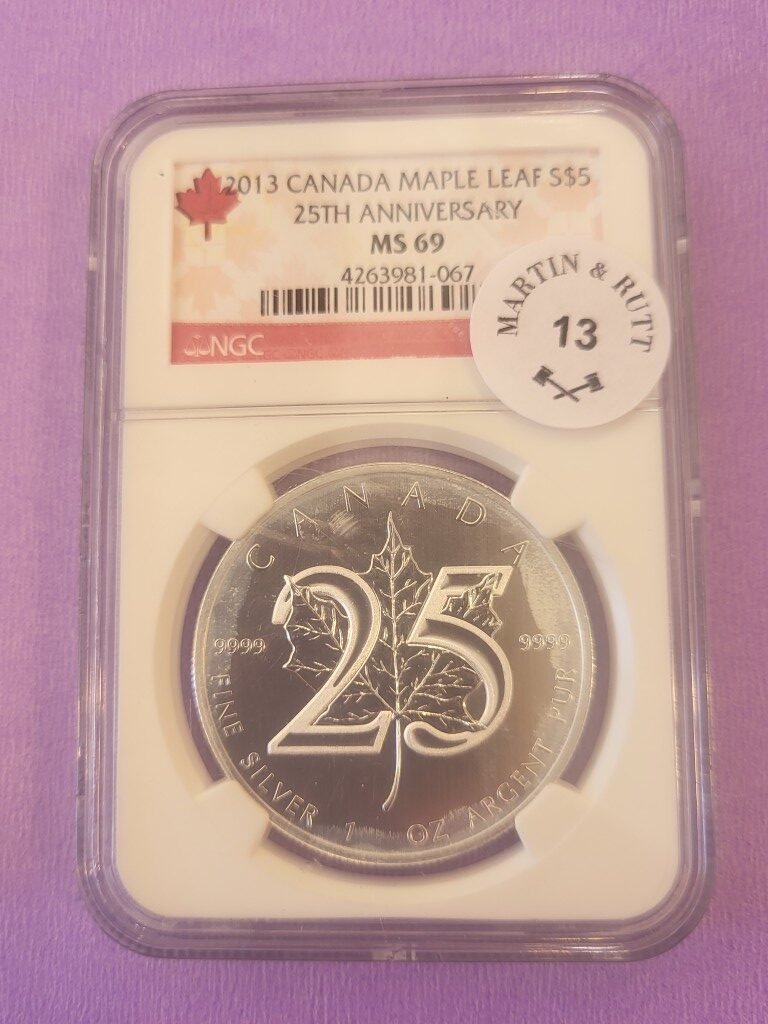 2013 CANADA MAPLE LEAF S$5
25TH ANNIVERSARY
MS 69
4263981-067
NGC
MARTIN & RUTT
13
CANADA
25
9999
9999
FINE SILVER 1 OZ ARGENT PUR